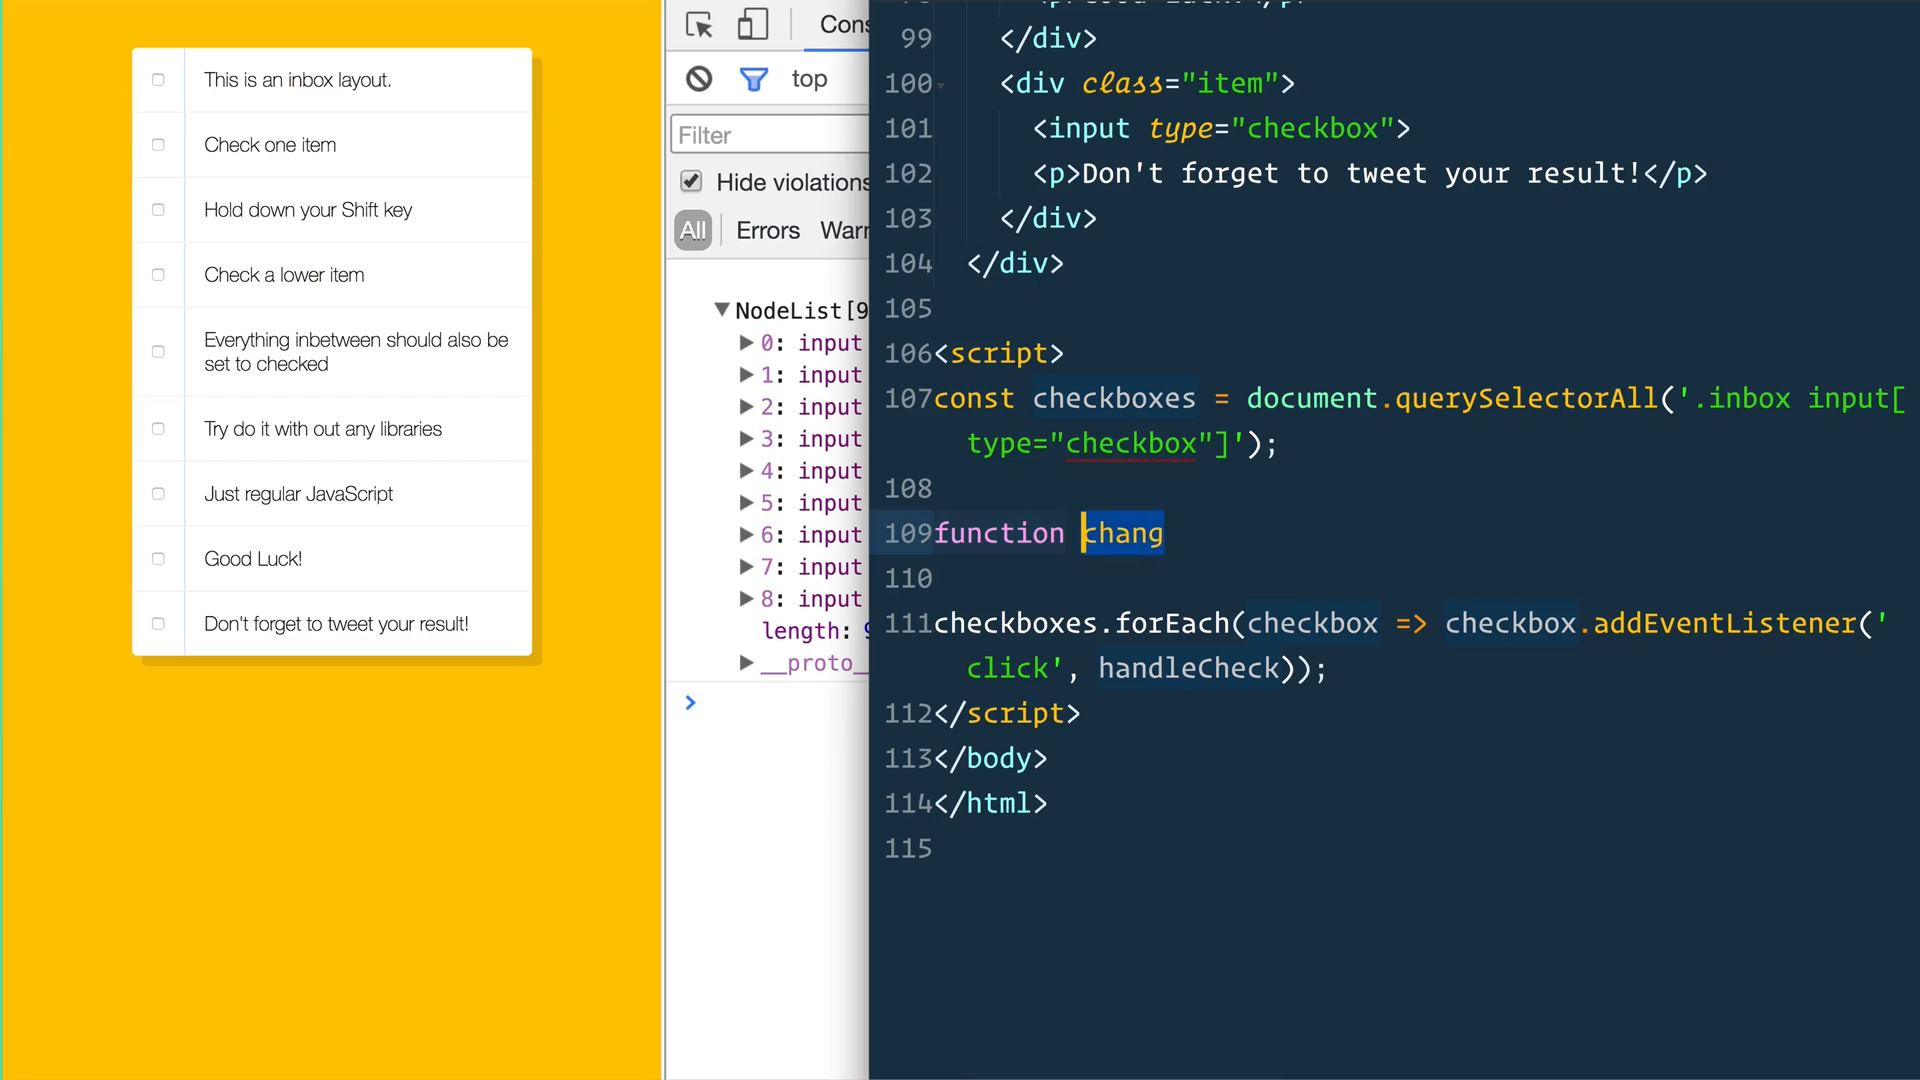 This is an inbox layout.
Check one item
Hold down your Shift key
Check a lower item
Everything inbetween should also be
set to checked
Try do it with out any libraries
Just regular JavaScript
Good Luck!
Don't forget to tweet your result!
Cons
top
Filter
Hide violations
All Errors Warr
NodeList[9
0: input
1: input
2: input
3: input
4: input
5: input
6: input
7: input
8: input
length: 9
__proto_
99 </div>
100 <div class="item">
101 <input type="checkbox">
102 <p>Don't forget to tweet your result!</p>
103 </div>
104 </div>
105
106 <script>
107 const checkboxes = document.querySelectorAll('.inbox input[
type="checkbox"]');
108
109 function chang
110
111 checkboxes.forEach(checkbox => checkbox.addEventListener('
click', handleCheck));
112 </script>
113 </body>
114 </html>
115